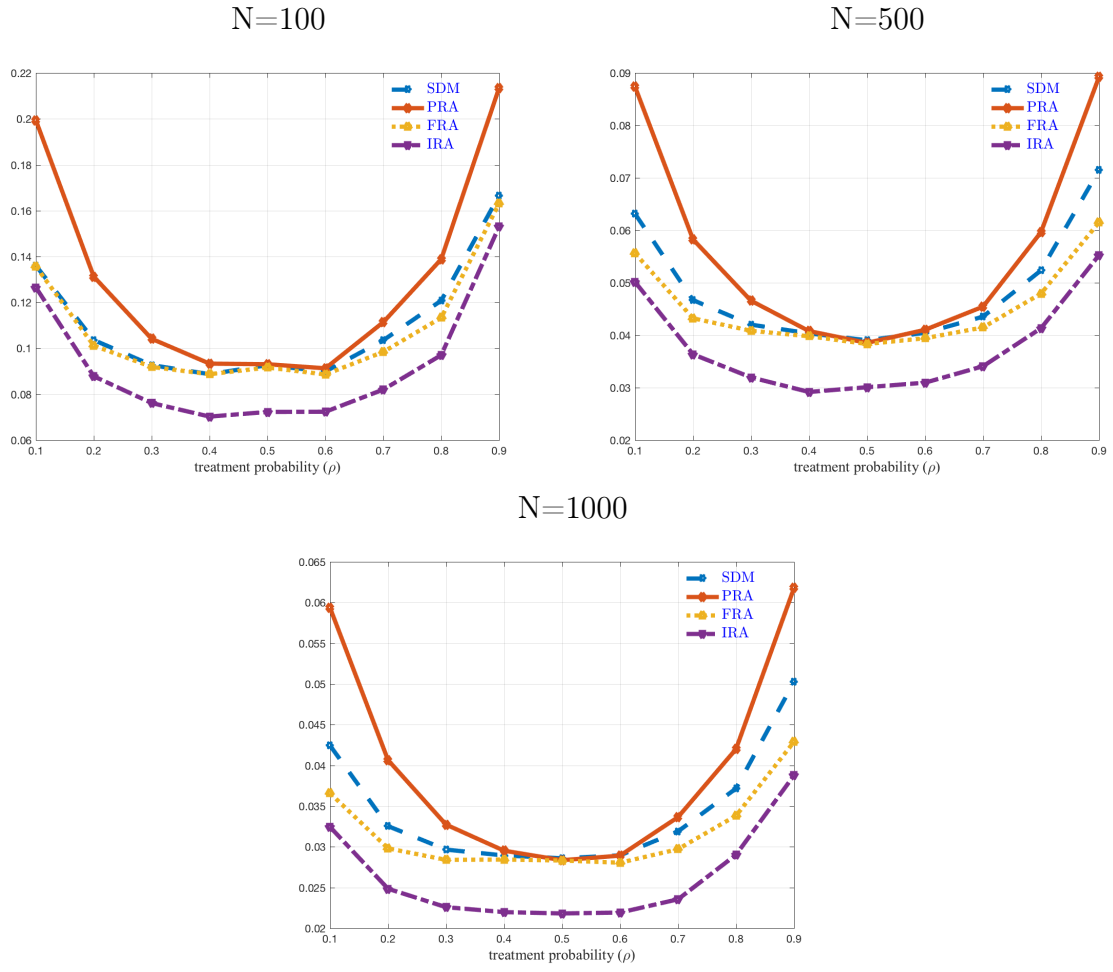 N=100
0.22
0.2
0.18
0.16
0.14
0.12
0.1
0.08
0.06
SDM
PRA
FRA
IRA
0.1 0.2 0.3 0.4 0.5 0.6 0.7 0.8 0.9
treatment probability (ρ)
N=500
0.09
0.08
0.07
0.06
0.05
0.04
0.03
0.02
SDM
PRA
FRA
IRA
0.1 0.2 0.3 0.4 0.5 0.6 0.7 0.8 0.9
treatment probability (ρ)
N=1000
0.065
0.06
0.055
0.05
0.045
0.04
0.035
0.03
0.025
0.02
SDM
PRA
FRA
IRA
0.1 0.2 0.3 0.4 0.5 0.6 0.7 0.8 0.9
treatment probability (ρ)